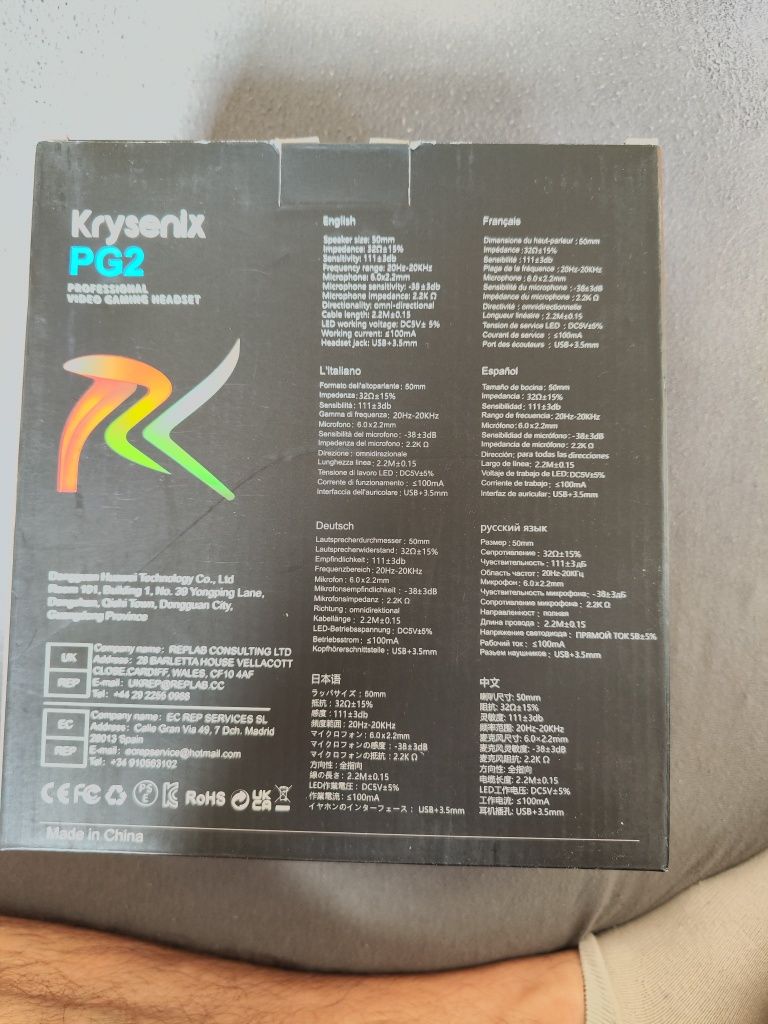 Krysenix
PG2
PROFESSIONAL
VIDEO GAMING HEADSET
Dongguan Huawei Technology Co., Ltd
Room 101, Building 1, No. 39 Yongping Lane,
Dongshan, Qishi Town, Dongguan City,
Guangdong Province
UK
REP
Company name: REPLAB CONSULTING LTD
Address: 28 BARLETTA HOUSE VELLACOTT
CLOSE.CARDIFF, WALES, CF10 4AF
E-mail: UKREP@REPLAB.CC
Tel: +44 29 2256 0988
EC
REP
Company name: EC REP SERVICES SL
Address: Calle Gran Via 49, 7 Dch. Madrid
28013 Spain
E-mail: ecrepservice@hotmail.com
Tel: +34 910563102
CE FC PS E RoHS UK CA
Made in China
English
Speaker size: 50mm
Impedance: 32Ω±15%
Sensitivity: 111±3db
Frequency range: 20Hz-20KHz
Microphone: 6.0x2.2mm
Microphone sensitivity: -38±3db
Microphone impedance: 2.2K Ω
Directionality: omni-directional
Cable length: 2.2M±0.15
LED working voltage: DC5V± 5%
Working current: ≤100mA
Headset jack: USB+3.5mm
Français
Dimensions du haut-parleur : 50mm
Impédance :32Ω±15%
Sensibilité : 111±3db
Plage de la fréquence : 20Hz-20KHz
Microphone : 6.0x2.2mm
Sensibilité du microphone : -38±3dB
Impédance du microphone : 2.2K Ω
Directivité : omnidirectionnelle
Longueur linéaire : 2.2M±0.15
Tension de service LED : DC5V±5%
Courant de service : ≤100mA
Port des écouteurs : USB+3.5mm
L'Italiano
Formato dell'altoparlante : 50mm
Impedenza:32Ω±15%
Sensibilità : 111±3db
Gamma di frequenza: 20Hz-20KHz
Microfono : 6.0x2.2mm
Sensibilità del microfono : -38±3dB
Impedenza del microfono : 2.2K Ω
Direzione : omnidirezionale
Lunghezza linea : 2.2M±0.15
Tensione di lavoro LED : DC5V±5%
Corrente di funzionamento : ≤100mA
Interfaccia dell'auricolare : USB+3.5mm
Español
Tamaño de bocina : 50mm
Impedancia : 32Ω±15%
Sensibilidad : 111±3db
Rango de frecuencia : 20Hz-20KHz
Micrófono: 6.0x2.2mm
Sensibilidad de micrófono : -38±3dB
Impedancia de micrófono : 2.2K Ω
Dirección: para todas las direcciones
Largo de línea : 2.2M±0.15
Voltaje de trabajo de LED : DC5V±5%
Corriente de trabajo : ≤100mA
Interfaz de auricular : USB+3.5mm
Deutsch
Lautsprecherdurchmesser : 50mm
Lautsprecherwiderstand : 32Ω±15%
Empfindlichkeit : 111±3db
Frequenzbereich : 20Hz-20KHz
Mikrofon : 6.0x2.2mm
Mikrofonempfindlichkeit : -38±3dB
Mikrofonsimpedanz : 2.2K Ω
Richtung : omnidirektional
Kabellänge : 2.2M±0.15
LED-Betriebsspannung : DC5V±5%
Betriebsstrom : ≤100mA
Kopfhörerschnittstelle : USB+3.5mm
русский язык
Размер : 50mm
Сопротивление : 32Ω±15%
Чувствительность : 111±3дБ
Область частот : 20Hz-20КГц
Микрофон : 6.0x2.2mm
Чувствительность микрофона: -38±3дБ
Сопротивление микрофона : 2.2K Ω
Направленност : полная
Длина провода : 2.2M±0.15
Напряжение светодиода : ПРЯМОЙ ТОК 5В±5%
Рабочий ток : ≤100mA
Разъем наушников : USB+3.5mm
日本语
ラッパサイズ : 50mm
抵抗 : 32Ω±15%
感度 : 111±3db
頻度範囲 : 20Hz-20KHz
マイクロフォン : 6.0x2.2mm
マイクロフォンの感度 : -38±3dB
マイクロフォンの抵抗 : 2.2K Ω
方向性 : 全指向
線の長さ : 2.2M±0.15
LED作業電圧 : DC5V±5%
作業電流 : ≤100mA
イヤホンのインターフェース : USB+3.5mm
中文
喇叭尺寸: 50mm
阻抗: 32Ω±15%
灵敏度: 111±3db
频率范围: 20Hz-20KHz
麦克风尺寸: 6.0x2.2mm
麦克风灵敏度: -38±3dB
麦克风阻抗: 2.2K Ω
方向性: 全指向
电缆长度: 2.2M±0.15
LED工作电压: DC5V±5%
工作电流: ≤100mA
耳机插孔: USB+3.5mm